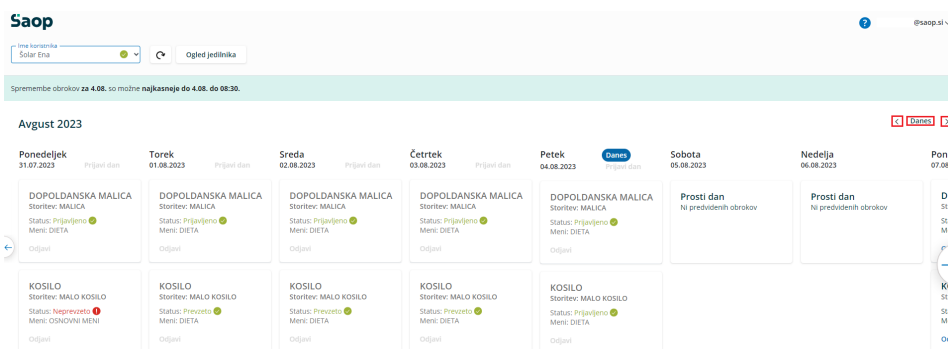 Saop
?
@saop.si
Ime koristnika
Šolar Ena
Ogled jedilnika
Spremembe obrokov za 4.08. so možne najkasneje do 4.08. do 08:30.
Avgust 2023
< Danes >
Ponedeljek
31.07.2023 Prijavi dan
DOPOLDANSKA MALICA
Storitev: MALICA
Status: Prijavljeno
Meni: DIETA
Odjavi
KOSILO
Storitev: MALO KOSILO
Status: Neprevzeto
Meni: OSNOVNI MENI
Odjavi
Torek
01.08.2023 Prijavi dan
DOPOLDANSKA MALICA
Storitev: MALICA
Status: Prijavljeno
Meni: DIETA
Odjavi
KOSILO
Storitev: MALO KOSILO
Status: Prevzeto
Meni: DIETA
Odjavi
Sreda
02.08.2023 Prijavi dan
DOPOLDANSKA MALICA
Storitev: MALICA
Status: Prijavljeno
Meni: DIETA
Odjavi
KOSILO
Storitev: MALO KOSILO
Status: Prevzeto
Meni: DIETA
Odjavi
Četrtek
03.08.2023 Prijavi dan
DOPOLDANSKA MALICA
Storitev: MALICA
Status: Prijavljeno
Meni: DIETA
Odjavi
KOSILO
Storitev: MALO KOSILO
Status: Prevzeto
Meni: DIETA
Odjavi
Petek Danes
04.08.2023 Prijavi dan
DOPOLDANSKA MALICA
Storitev: MALICA
Status: Prijavljeno
Meni: DIETA
Odjavi
KOSILO
Storitev: MALO KOSILO
Status: Prijavljeno
Meni: DIETA
Odjavi
Sobota
05.08.2023
Prosti dan
Ni predvidenih obrokov
Nedelja
06.08.2023
Prosti dan
Ni predvidenih obrokov
Pon
07.08